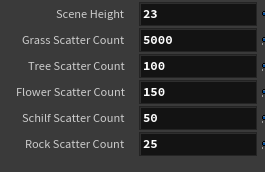 Scene Height 23
Grass Scatter Count 5000
Tree Scatter Count 100
Flower Scatter Count 150
Schilf Scatter Count 50
Rock Scatter Count 25